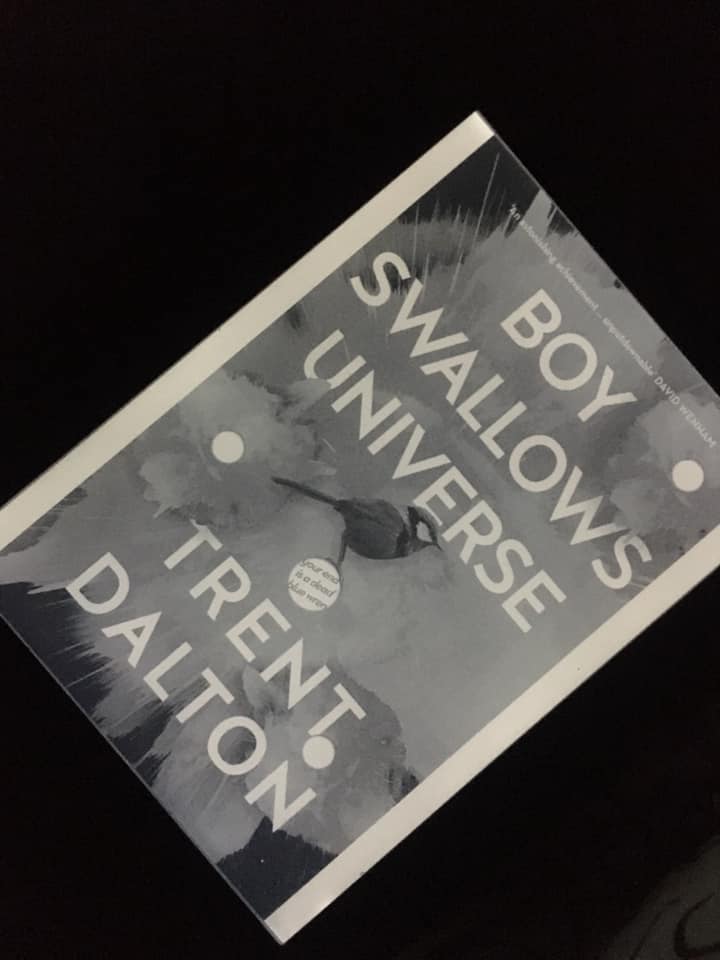 'An astonishing achievement ... unputdownable' DAVID WENHAM
BOY
SWALLOWS
UNIVERSE
your end
is a dead
blue wren
TRENT
DALTON